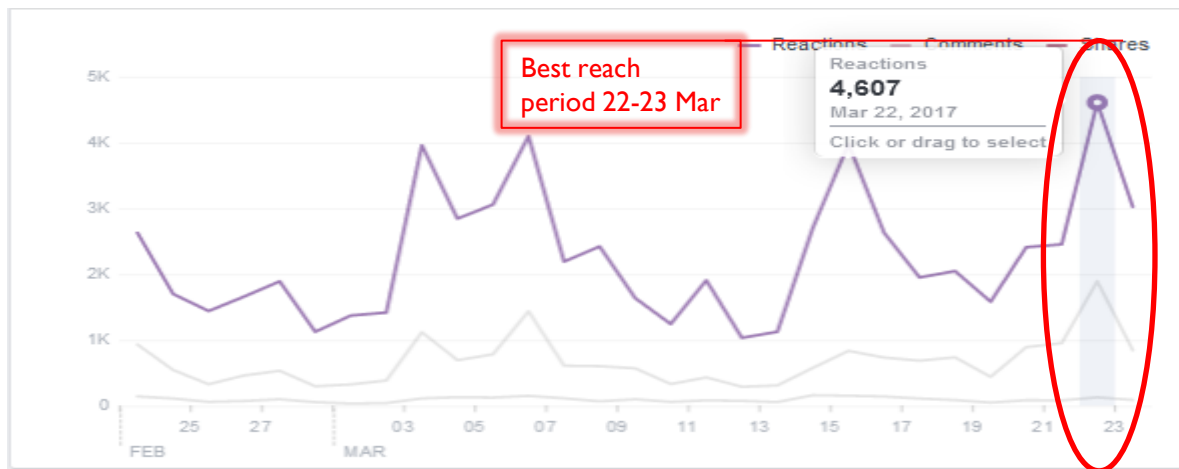 Reactions Comments Shares
Best reach
period 22-23 Mar
Reactions
4,607
Mar 22, 2017
Click or drag to select
5K
4K
3K
2K
1K
0
25 27 03 05 07 09 11 13 15 17 19 21 23
FEB MAR